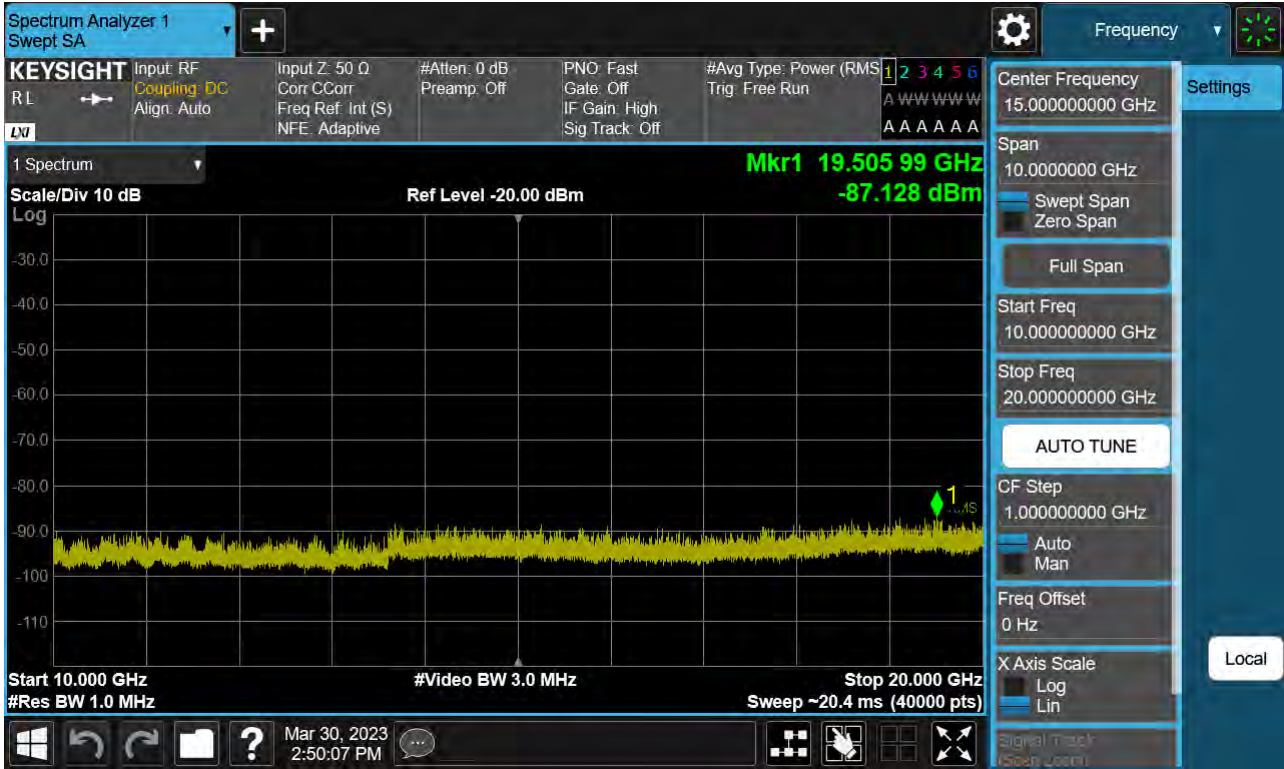 Spectrum Analyzer 1
Swept SA
+
Frequency
KEYSIGHT
RL
LXI
Input: RF
Coupling: DC
Align: Auto
Input Z: 50 Ω
Corr CCorr
Freq Ref: Int (S)
NFE: Adaptive
#Atten: 0 dB
Preamp: Off
PNO: Fast
Gate: Off
IF Gain: High
Sig Track: Off
#Avg Type: Power (RMS
Trig: Free Run
1 2 3 4 5 6
A W W W W W
A A A A A A
1 Spectrum
Scale/Div 10 dB
Log
Ref Level -20.00 dBm
Mkr1 19.505 99 GHz
-87.128 dBm
-30.0
-40.0
-50.0
-60.0
-70.0
-80.0
-90.0
-100
-110
1
Start 10.000 GHz
#Res BW 1.0 MHz
#Video BW 3.0 MHz
Stop 20.000 GHz
Sweep ~20.4 ms (40000 pts)
Center Frequency
15.000000000 GHz
Settings
Span
10.0000000 GHz
Swept Span
Zero Span
Full Span
Start Freq
10.000000000 GHz
Stop Freq
20.000000000 GHz
AUTO TUNE
CF Step
1.000000000 GHz
Auto
Man
Freq Offset
0 Hz
X Axis Scale
Log
Lin
Signal Track
(Span Zoom)
Local
?
Mar 30, 2023
2:50:07 PM